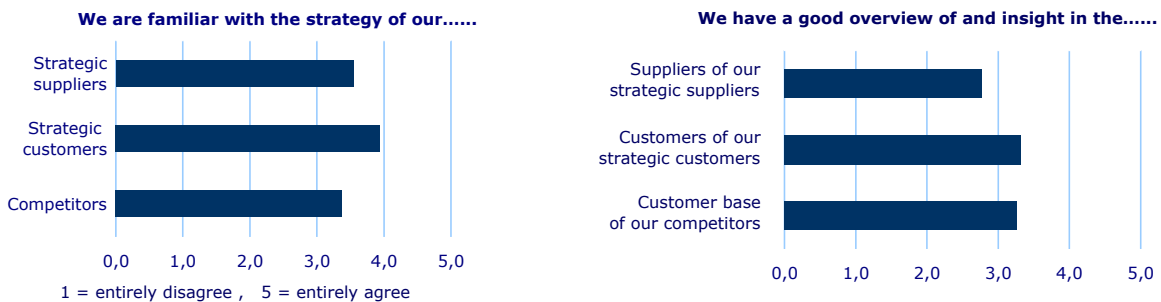 We are familiar with the strategy of our......
Strategic
suppliers
Strategic
customers
Competitors
0,0 1,0 2,0 3,0 4,0 5,0
1 = entirely disagree , 5 = entirely agree
We have a good overview of and insight in the......
Suppliers of our
strategic suppliers
Customers of our
strategic customers
Customer base
of our competitors
0,0 1,0 2,0 3,0 4,0 5,0